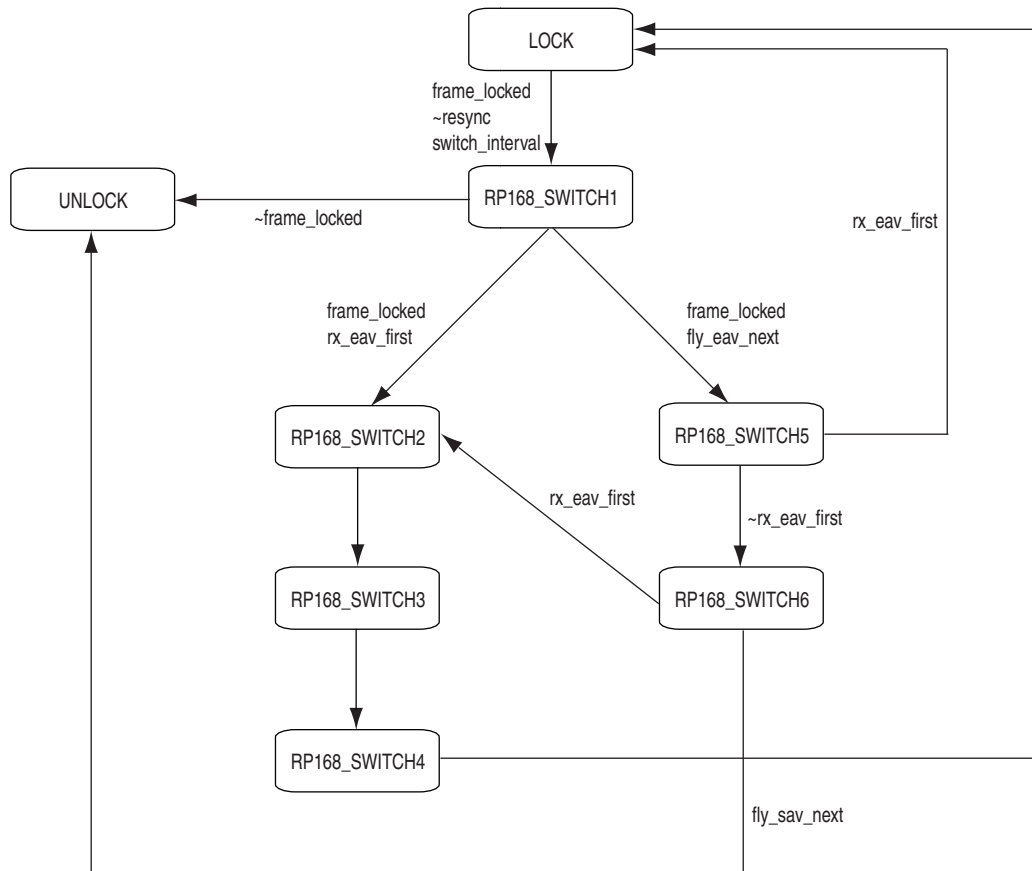 LOCK
frame_locked
~resync
switch_interval
UNLOCK
RP168_SWITCH1
~frame_locked
rx_eav_first
frame_locked
rx_eav_first
frame_locked
fly_eav_next
RP168_SWITCH2
RP168_SWITCH5
rx_eav_first
~rx_eav_first
RP168_SWITCH3
RP168_SWITCH6
RP168_SWITCH4
fly_sav_next